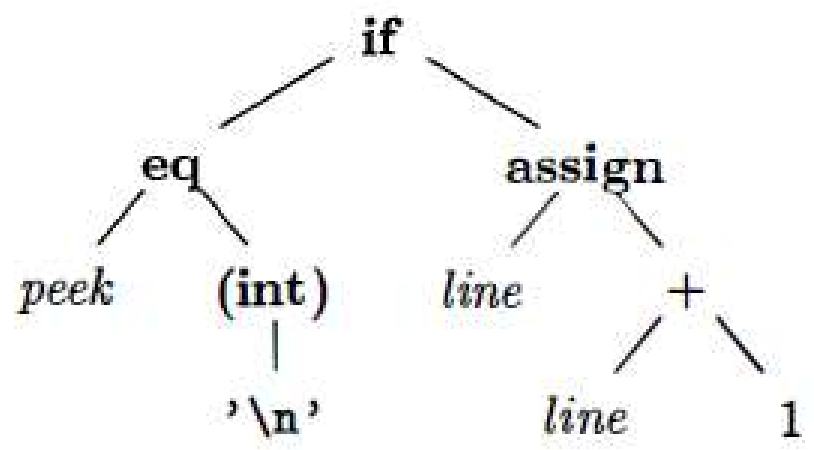 if
eq assign
peek (int) line +
'\n' line 1